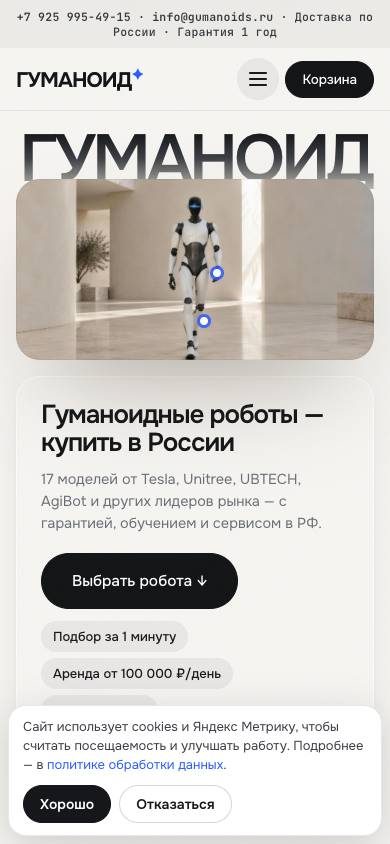 +7 925 995-49-15 · info@gumanoids.ru · Доставка по
России · Гарантия 1 год
ГУМАНОИД
Корзина
ГУМАНОИД
Гуманоидные роботы —
купить в России
17 моделей от Tesla, Unitree, UBTECH,
AgiBot и других лидеров рынка — с
гарантией, обучением и сервисом в РФ.
Выбрать робота ↓
Подбор за 1 минуту
Аренда от 100 000 ₽/день
Сайт использует cookies и Яндекс Метрику, чтобы
считать посещаемость и улучшать работу. Подробнее
— в политике обработки данных.
Хорошо
Отказаться